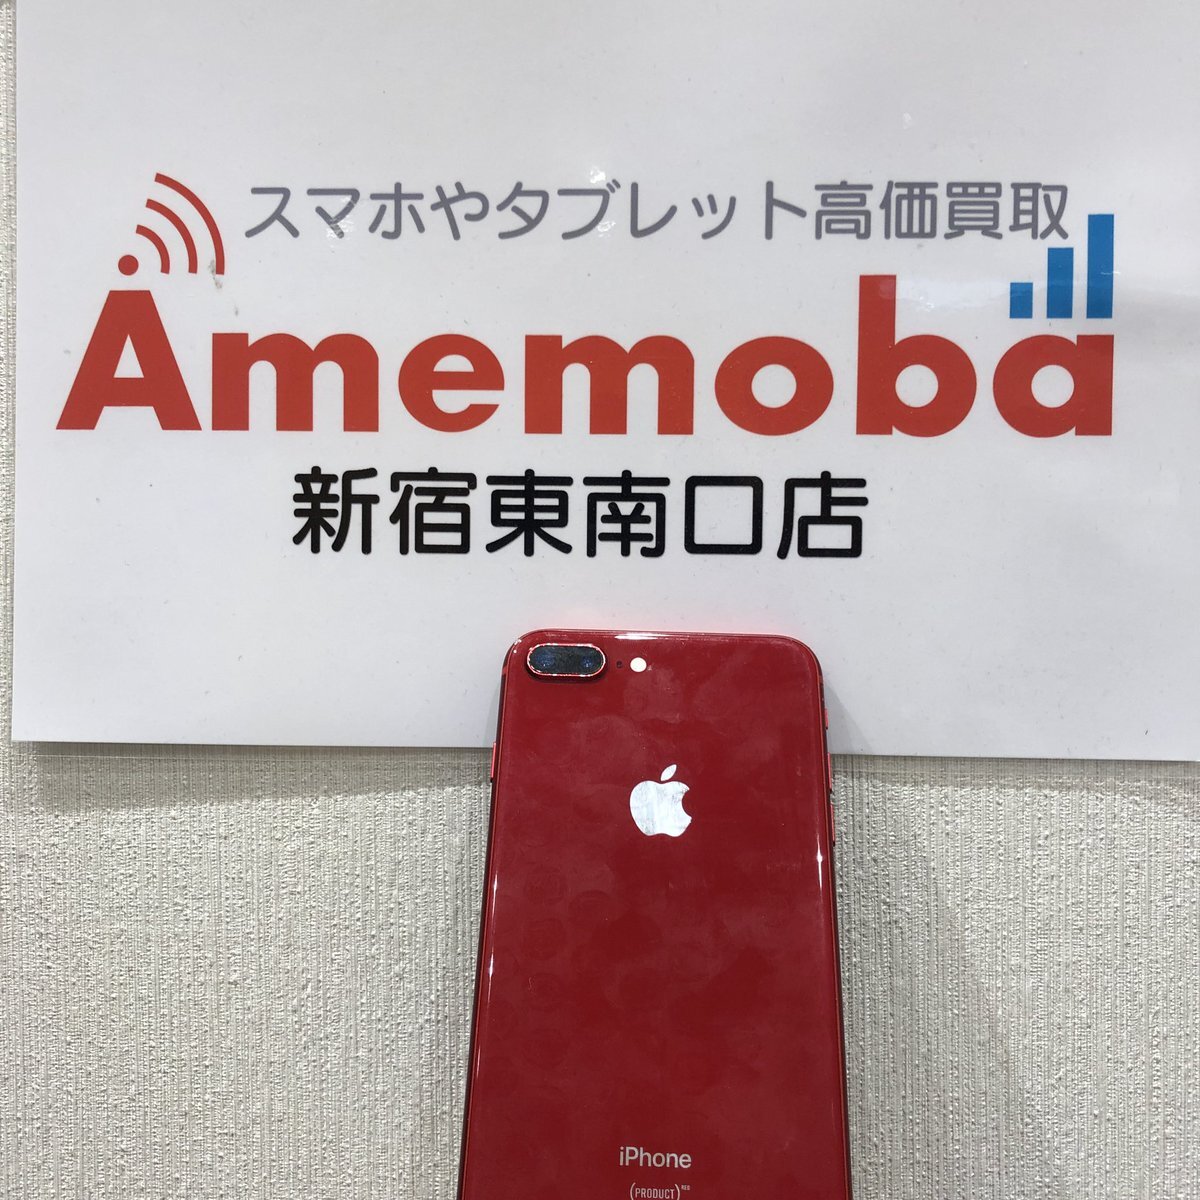 スマホやタブレット高価買取
Amemoba
新宿東南口店
iPhone
(PRODUCT)RED